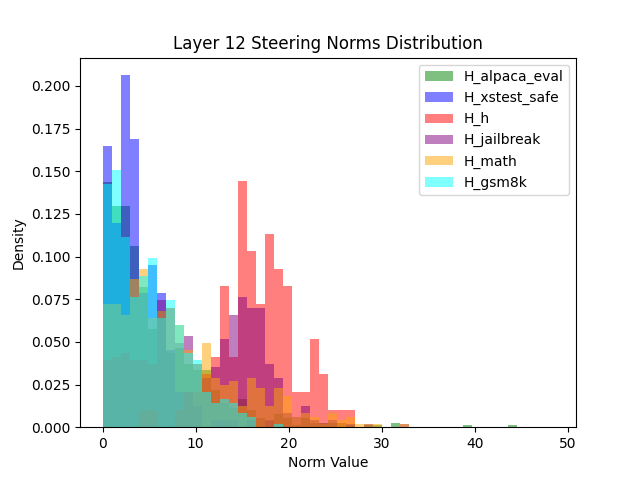 Layer 12 Steering Norms Distribution
H_alpaca_eval
H_xstest_safe
H_h
H_jailbreak
H_math
H_gsm8k
0.200
0.175
0.150
0.125
0.100
0.075
0.050
0.025
0.000
Density
0 10 20 30 40 50
Norm Value